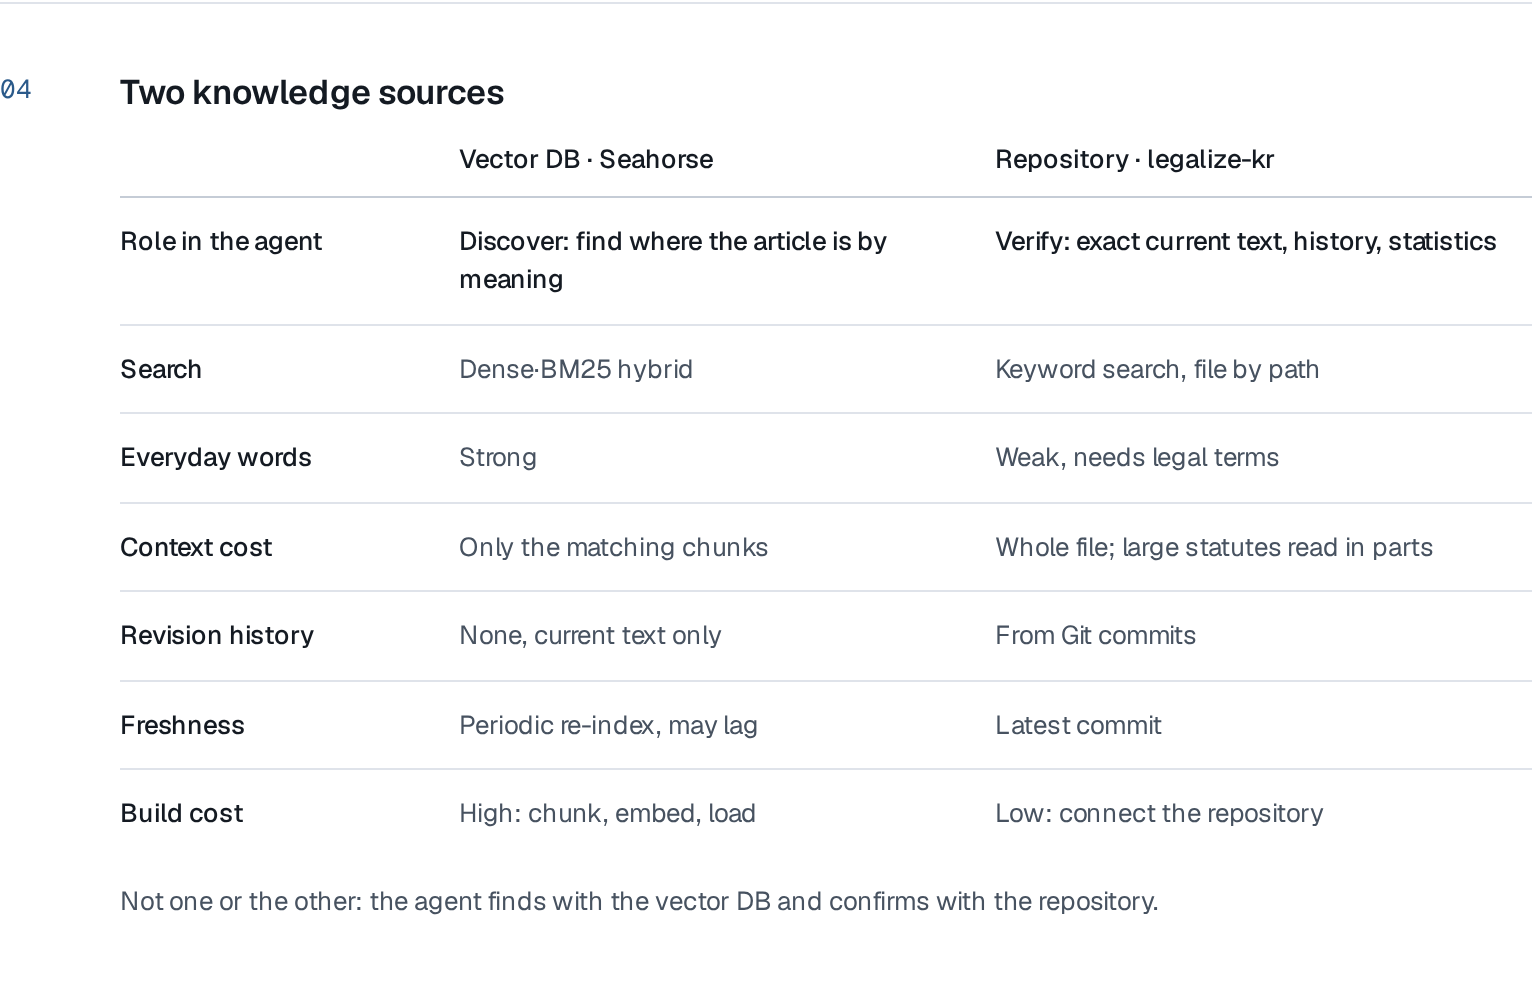 04
Two knowledge sources
Vector DB · Seahorse
Repository · legalize-kr
Role in the agent
Discover: find where the article is by
meaning
Verify: exact current text, history, statistics
Search
Dense·BM25 hybrid
Keyword search, file by path
Everyday words
Strong
Weak, needs legal terms
Context cost
Only the matching chunks
Whole file; large statutes read in parts
Revision history
None, current text only
From Git commits
Freshness
Periodic re-index, may lag
Latest commit
Build cost
High: chunk, embed, load
Low: connect the repository
Not one or the other: the agent finds with the vector DB and confirms with the repository.